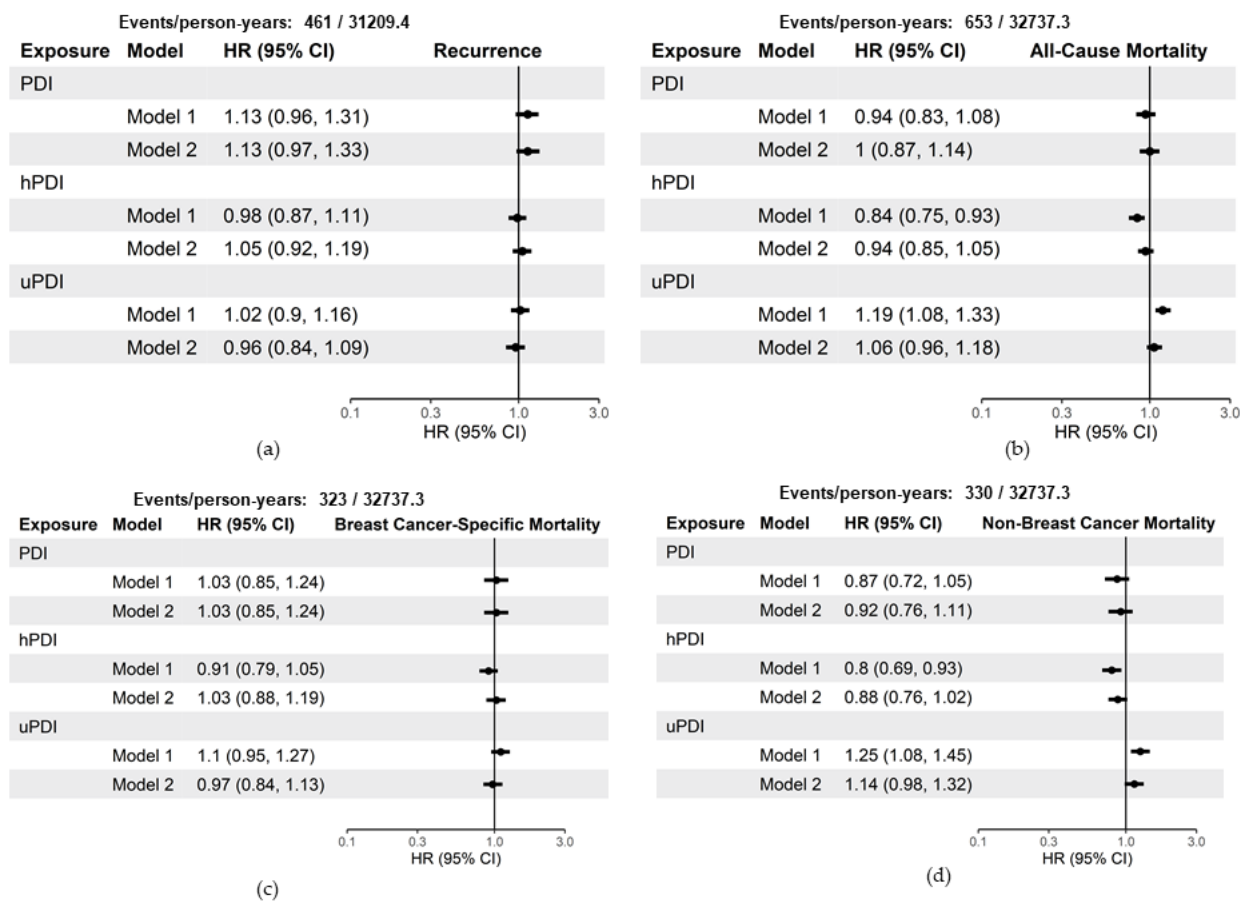 Events/person-years: 461 / 31209.4
Exposure Model HR (95% CI) Recurrence
PDI
Model 1 1.13 (0.96, 1.31)
Model 2 1.13 (0.97, 1.33)
hPDI
Model 1 0.98 (0.87, 1.11)
Model 2 1.05 (0.92, 1.19)
uPDI
Model 1 1.02 (0.9, 1.16)
Model 2 0.96 (0.84, 1.09)
0.1 0.3 1.0 3.0
HR (95% CI)
(a)
Events/person-years: 653 / 32737.3
Exposure Model HR (95% CI) All-Cause Mortality
PDI
Model 1 0.94 (0.83, 1.08)
Model 2 1 (0.87, 1.14)
hPDI
Model 1 0.84 (0.75, 0.93)
Model 2 0.94 (0.85, 1.05)
uPDI
Model 1 1.19 (1.08, 1.33)
Model 2 1.06 (0.96, 1.18)
0.1 0.3 1.0 3.0
HR (95% CI)
(b)
Events/person-years: 323 / 32737.3
Exposure Model HR (95% CI) Breast Cancer-Specific Mortality
PDI
Model 1 1.03 (0.85, 1.24)
Model 2 1.03 (0.85, 1.24)
hPDI
Model 1 0.91 (0.79, 1.05)
Model 2 1.03 (0.88, 1.19)
uPDI
Model 1 1.1 (0.95, 1.27)
Model 2 0.97 (0.84, 1.13)
0.1 0.3 1.0 3.0
HR (95% CI)
(c)
Events/person-years: 330 / 32737.3
Exposure Model HR (95% CI) Non-Breast Cancer Mortality
PDI
Model 1 0.87 (0.72, 1.05)
Model 2 0.92 (0.76, 1.11)
hPDI
Model 1 0.8 (0.69, 0.93)
Model 2 0.88 (0.76, 1.02)
uPDI
Model 1 1.25 (1.08, 1.45)
Model 2 1.14 (0.98, 1.32)
0.1 0.3 1.0 3.0
HR (95% CI)
(d)